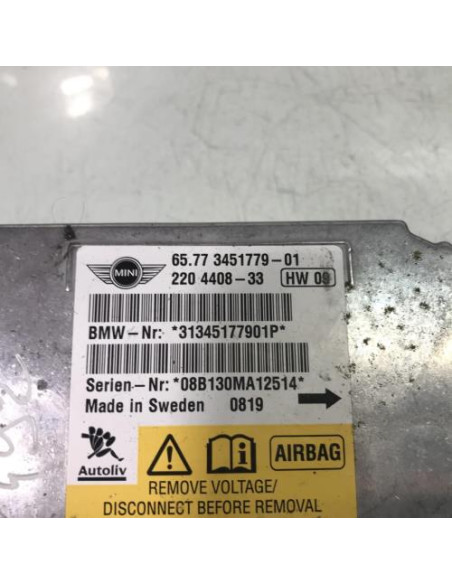 65.77 3451779-01
MINI
220 4408-33 HW 09
BMW-Nr: *31345177901P*
Serien-Nr: *08B130MA12514*
Made in Sweden 0819
Autoliv
AIRBAG
REMOVE VOLTAGE/
DISCONNECT BEFORE REMOVAL